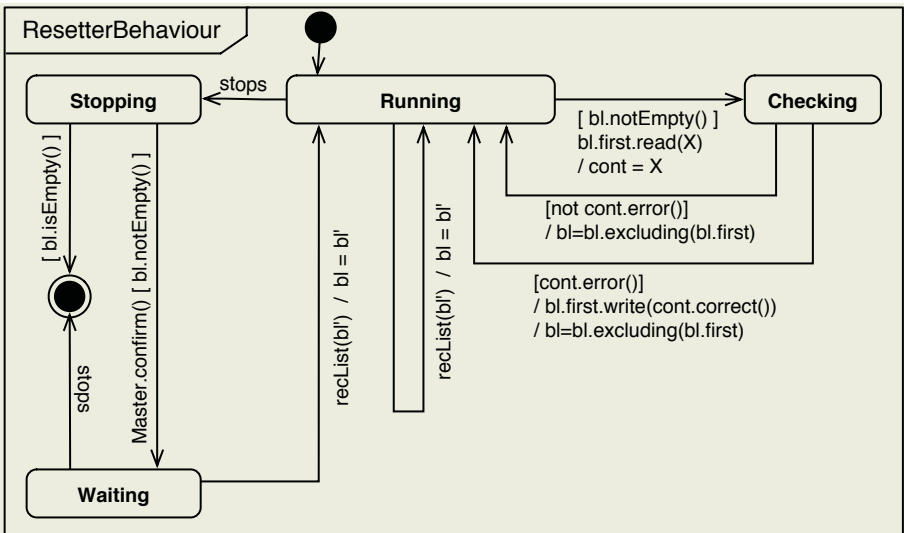 ResetterBehaviour
stops
Stopping
Running
Checking
[ bl.notEmpty() ]
bl.first.read(X)
/ cont = X
[ bl.isEmpty() ]
Master.confirm() [ bl.notEmpty() ]
recList(bl') / bl = bl'
recList(bl') / bl = bl'
[not cont.error()]
/ bl=bl.excluding(bl.first)
[cont.error()]
/ bl.first.write(cont.correct())
/ bl=bl.excluding(bl.first)
stops
Waiting